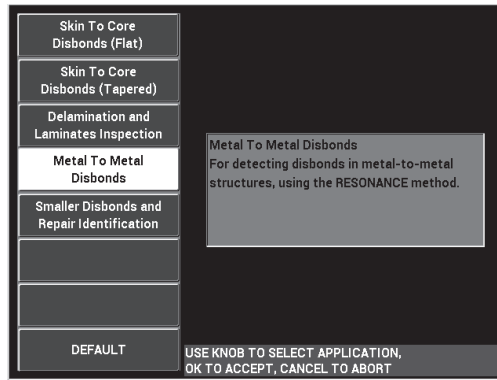 Skin To Core
Disbonds (Flat)
Skin To Core
Disbonds (Tapered)
Delamination and
Laminates Inspection
Metal To Metal
Disbonds
Smaller Disbonds and
Repair Identification
DEFAULT
Metal To Metal Disbonds
For detecting disbonds in metal-to-metal
structures, using the RESONANCE method.
USE KNOB TO SELECT APPLICATION,
OK TO ACCEPT, CANCEL TO ABORT